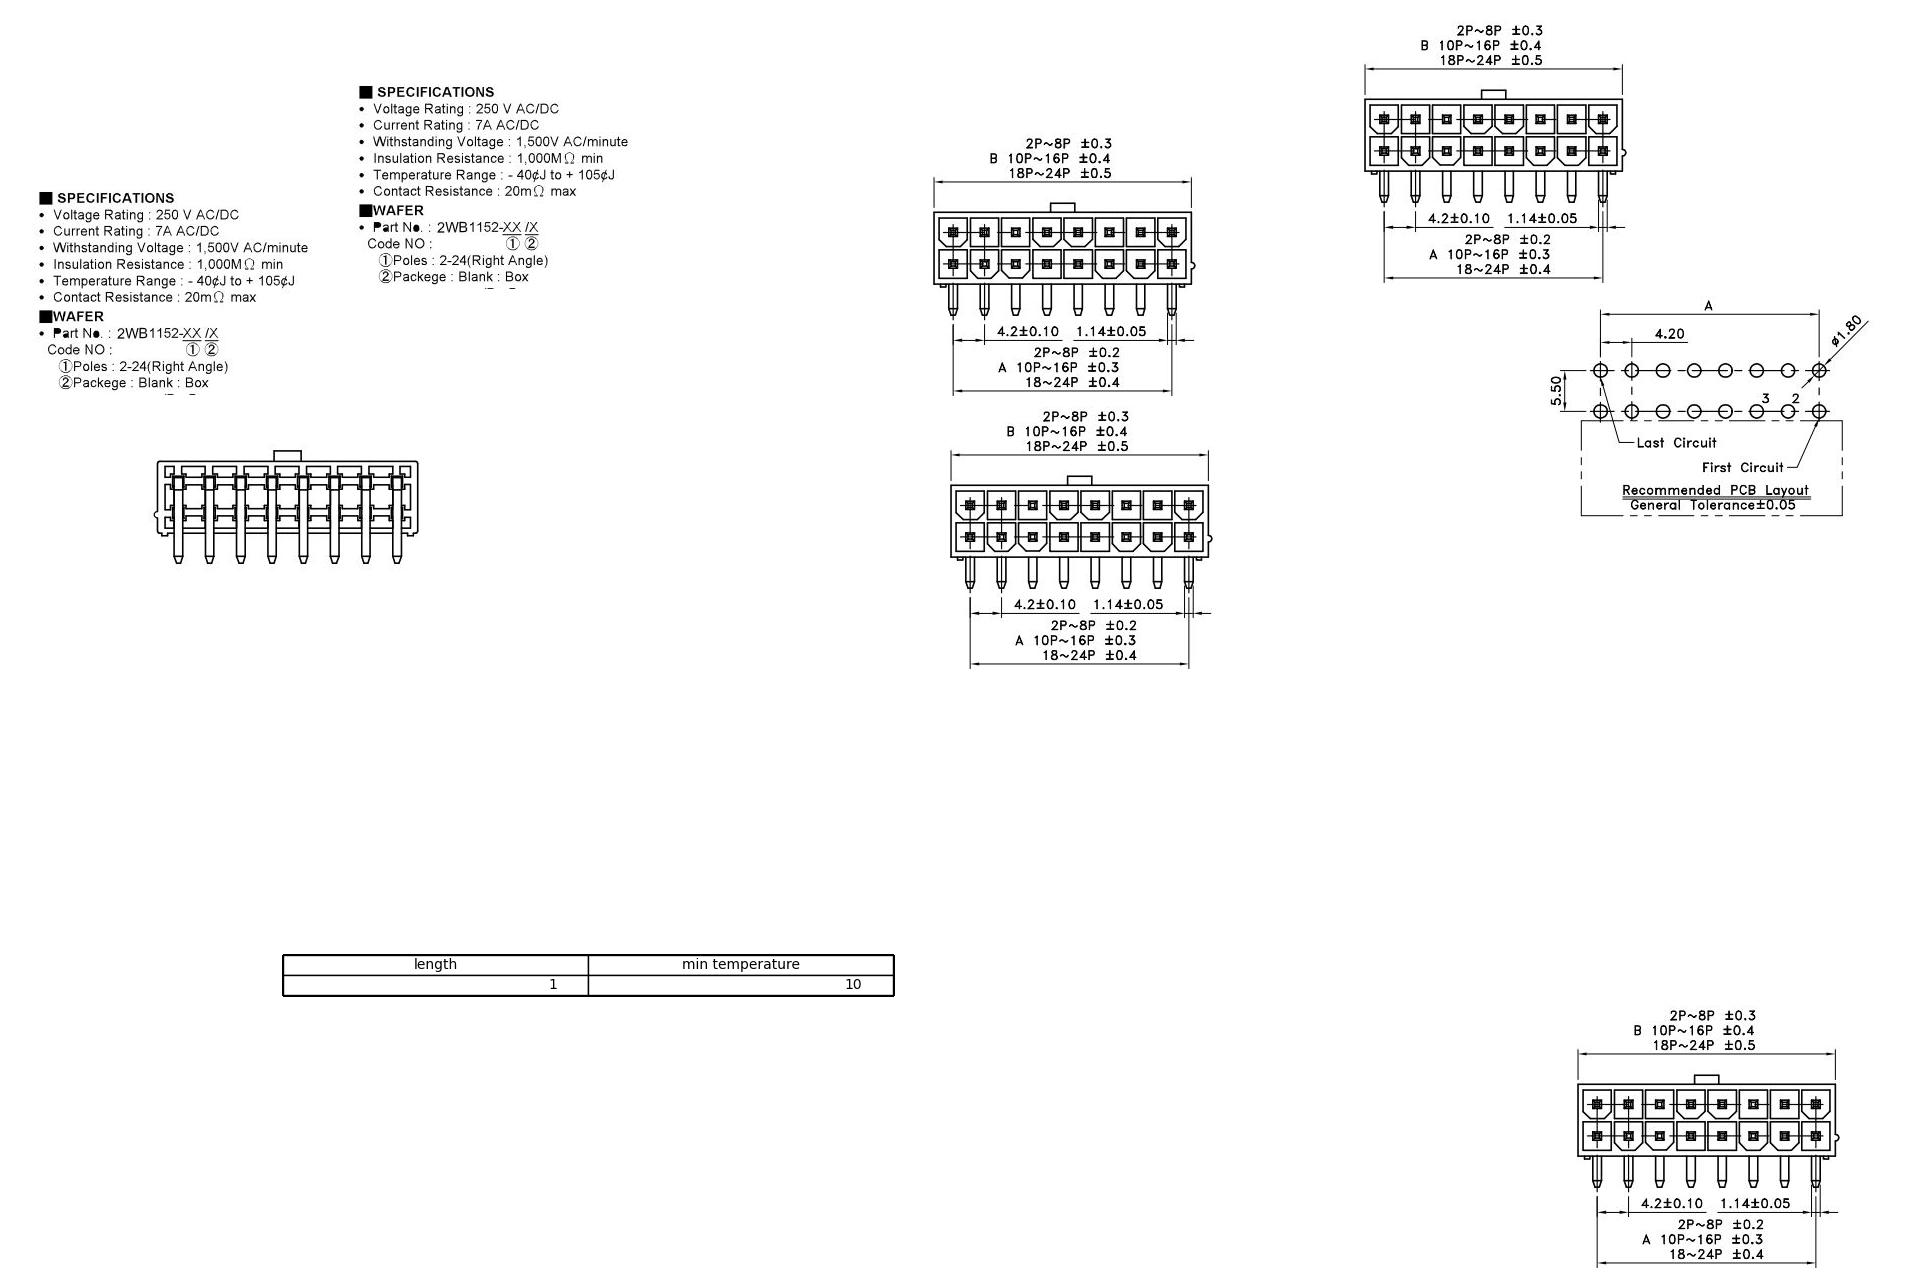 ■ SPECIFICATIONS
• Voltage Rating : 250 V AC/DC
• Current Rating : 7A AC/DC
• Withstanding Voltage : 1,500V AC/minute
• Insulation Resistance : 1,000MΩ min
• Temperature Range : - 40¢J to + 105¢J
• Contact Resistance : 20mΩ max
■WAFER
• Part No. : 2WB1152-XX /X
Code NO : ① ②
①Poles : 2-24(Right Angle)
②Packege : Blank : Box
■ SPECIFICATIONS
• Voltage Rating : 250 V AC/DC
• Current Rating : 7A AC/DC
• Withstanding Voltage : 1,500V AC/minute
• Insulation Resistance : 1,000MΩ min
• Temperature Range : - 40¢J to + 105¢J
• Contact Resistance : 20mΩ max
■WAFER
• Part No. : 2WB1152-XX /X
Code NO : ① ②
①Poles : 2-24(Right Angle)
②Packege : Blank : Box
2P~8P ±0.3
B 10P~16P ±0.4
18P~24P ±0.5
4.2±0.10 1.14±0.05
2P~8P ±0.2
A 10P~16P ±0.3
18~24P ±0.4
2P~8P ±0.3
B 10P~16P ±0.4
18P~24P ±0.5
4.2±0.10 1.14±0.05
2P~8P ±0.2
A 10P~16P ±0.3
18~24P ±0.4
2P~8P ±0.3
B 10P~16P ±0.4
18P~24P ±0.5
4.2±0.10 1.14±0.05
2P~8P ±0.2
A 10P~16P ±0.3
18~24P ±0.4
A
4.20
ø1.80
5.50
3 2
Last Circuit
First Circuit
Recommended PCB Layout
General Tolerance±0.05
length min temperature
1 10
2P~8P ±0.3
B 10P~16P ±0.4
18P~24P ±0.5
4.2±0.10 1.14±0.05
2P~8P ±0.2
A 10P~16P ±0.3
18~24P ±0.4